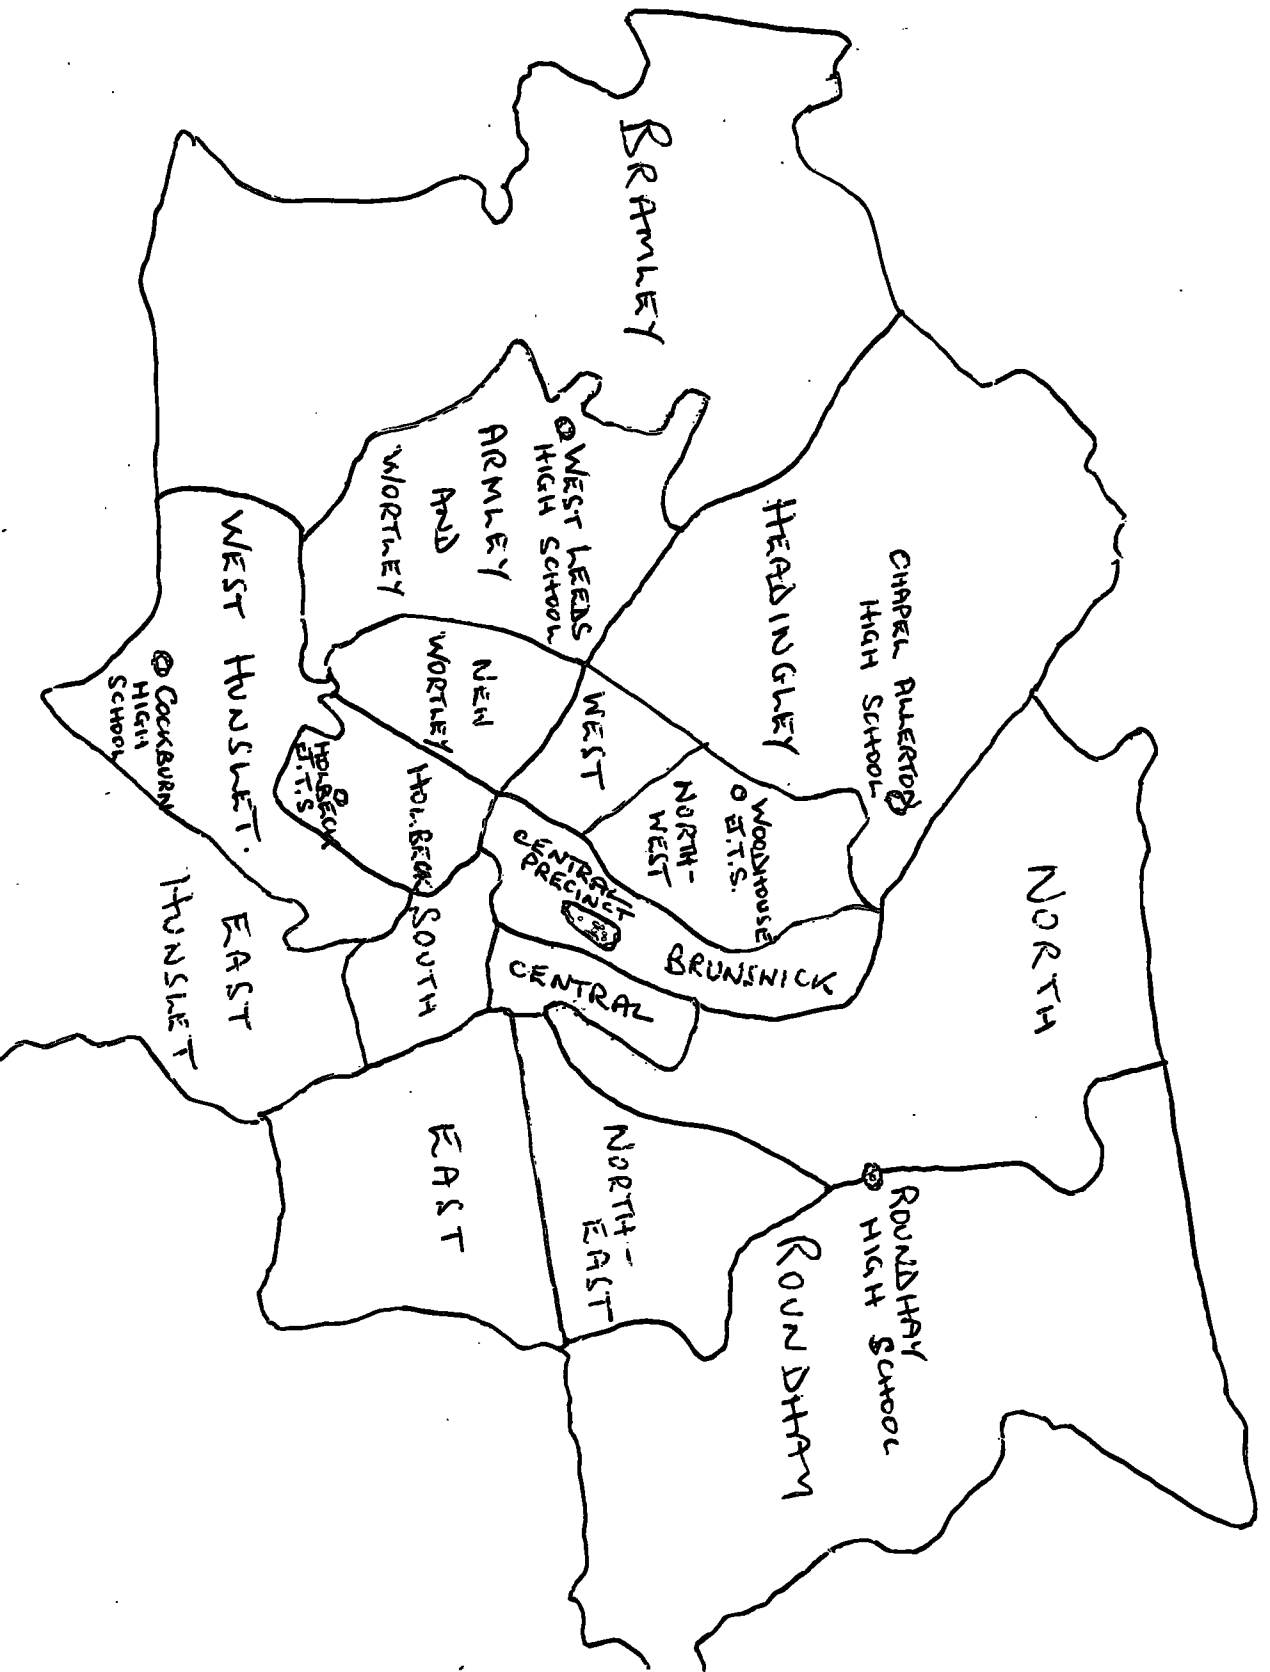 BRAMLEY
HEADINGLEY
CHAPEL ALLERTON
HIGH SCHOOL
NORTH
WEST LEEDS
HIGH SCHOOL
ARMLEY
AND
WORTLEY
NEW
WORTLEY
WEST
NORTH-
WEST
WOODHOUSE
J.T.S.
CENTRAL
PRECINCT
BRUNSWICK
CENTRAL
ROUNDHAY
HIGH SCHOOL
ROUNDHAY
NORTH-
EAST
EAST
SOUTH
HOLBECK
HOLBECK
J.T.S
WEST HUNSLET.
COCKBURN
HIGH
SCHOOL
EAST
HUNSLET